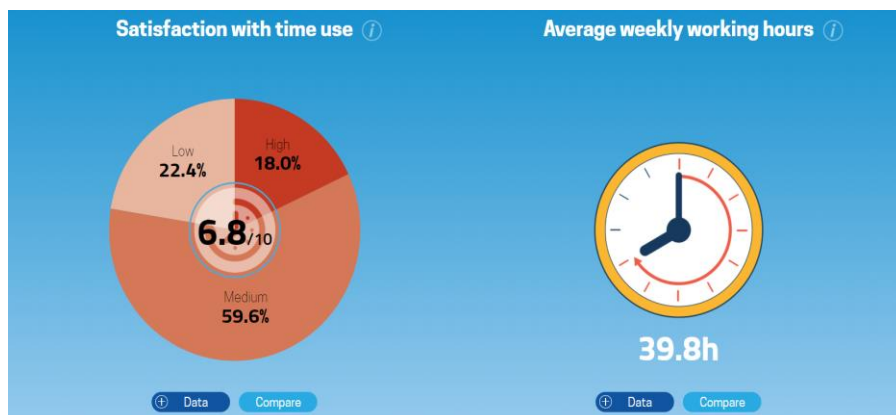 Satisfaction with time use i
Low
22.4%
High
18.0%
6.8/10
Medium
59.6%
+ Data
Compare
Average weekly working hours i
39.8h
+ Data
Compare